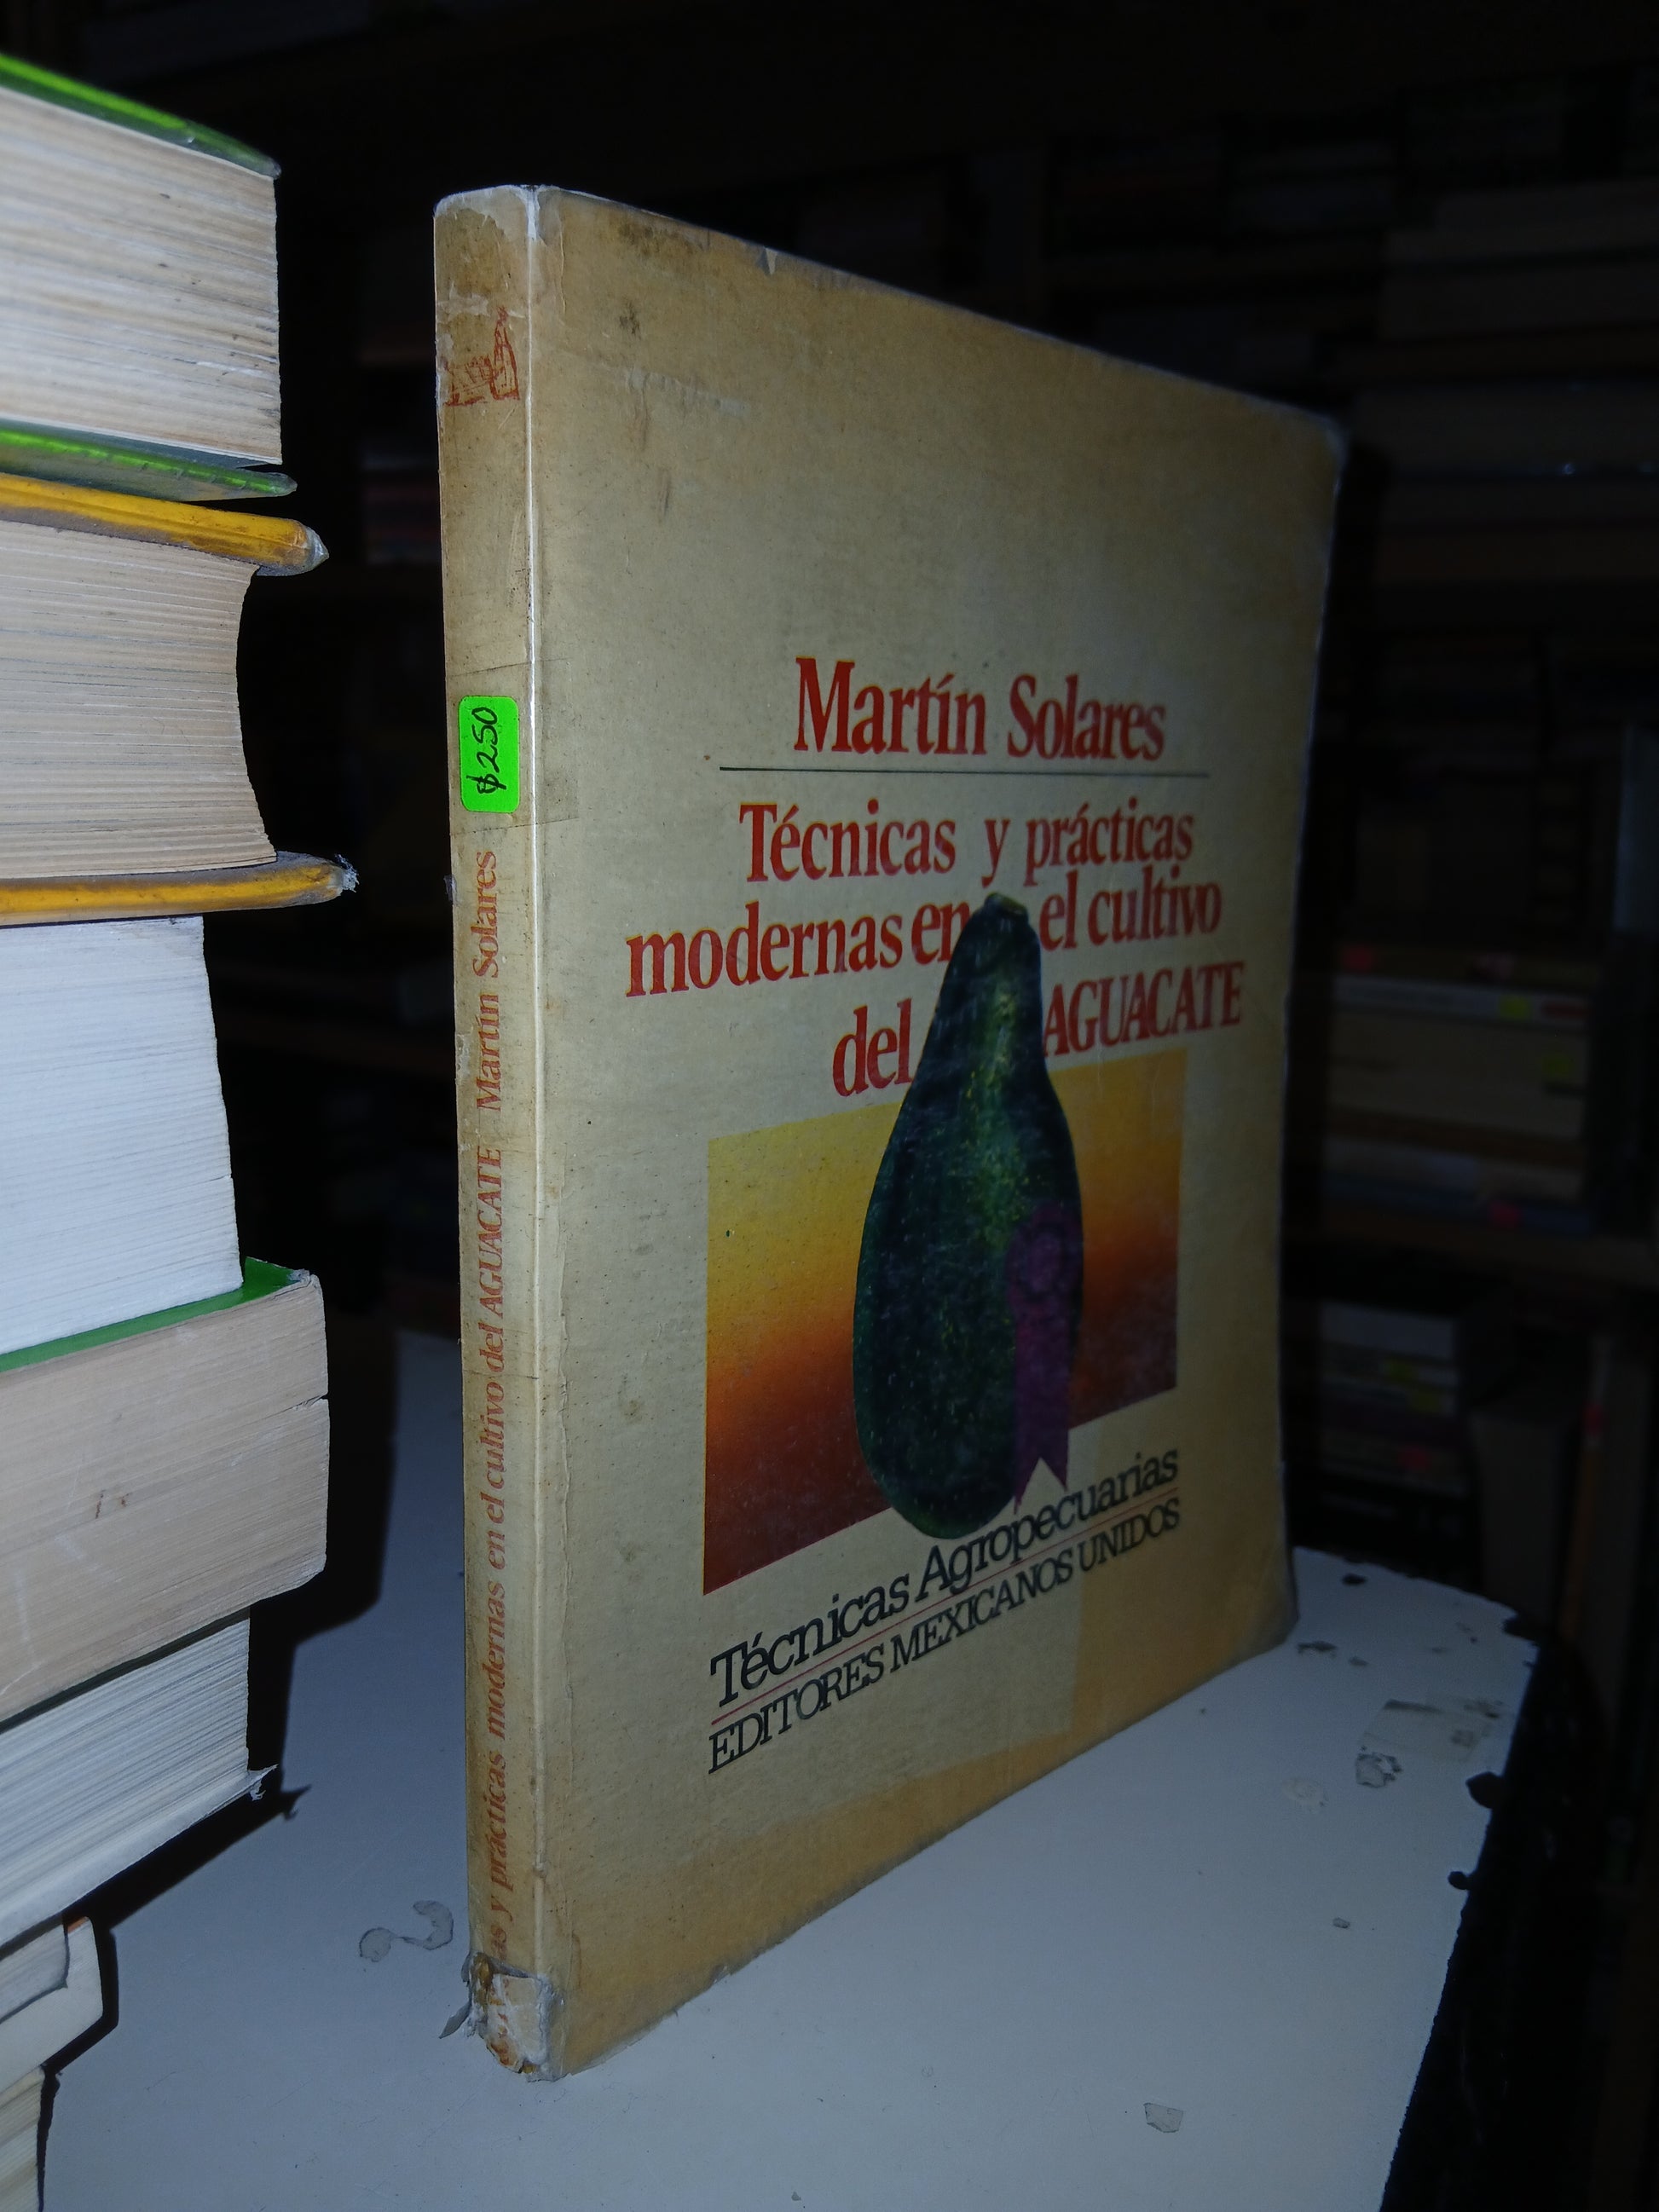 Martín Solares
Técnicas y prácticas
modernas en el cultivo
del AGUACATE
Técnicas Agropecuarias
EDITORES MEXICANOS UNIDOS
$250
y prácticas modernas en el cultivo del AGUACATE Martín Solares